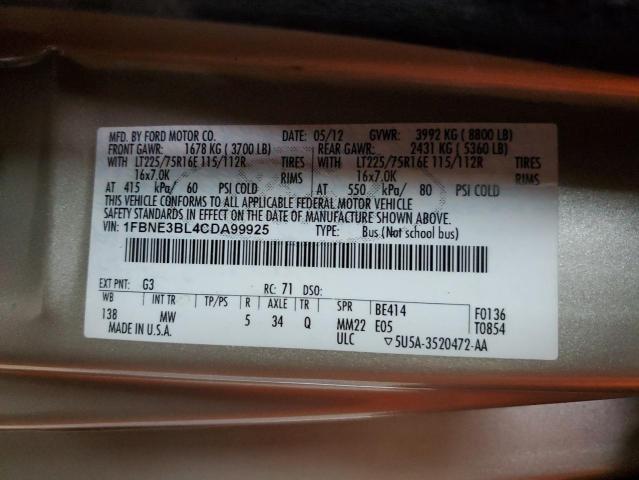 MFD. BY FORD MOTOR CO. DATE: 05/12 GVWR: 3992 KG ( 8800 LB)
FRONT GAWR: 1678 KG ( 3700 LB) REAR GAWR: 2431 KG ( 5360 LB)
WITH LT225/75R16E 115/112R TIRES WITH LT225/75R16E 115/112R TIRES
16x7.0K RIMS 16x7.0K RIMS
AT 415 kPa/ 60 PSI COLD AT 550 kPa/ 80 PSI COLD
THIS VEHICLE CONFORMS TO ALL APPLICABLE FEDERAL MOTOR VEHICLE
SAFETY STANDARDS IN EFFECT ON THE DATE OF MANUFACTURE SHOWN ABOVE.
VIN: 1FBNE3BL4CDA99925 TYPE: Bus (Not school bus)
EXT PNT: G3 RC: 71 DSO:
WB INT TR TP/PS R AXLE TR SPR BE414 F0136
138 MW 5 34 Q MM22 E05 T0854
MADE IN U.S.A. ULC ▽5U5A-3520472-AA